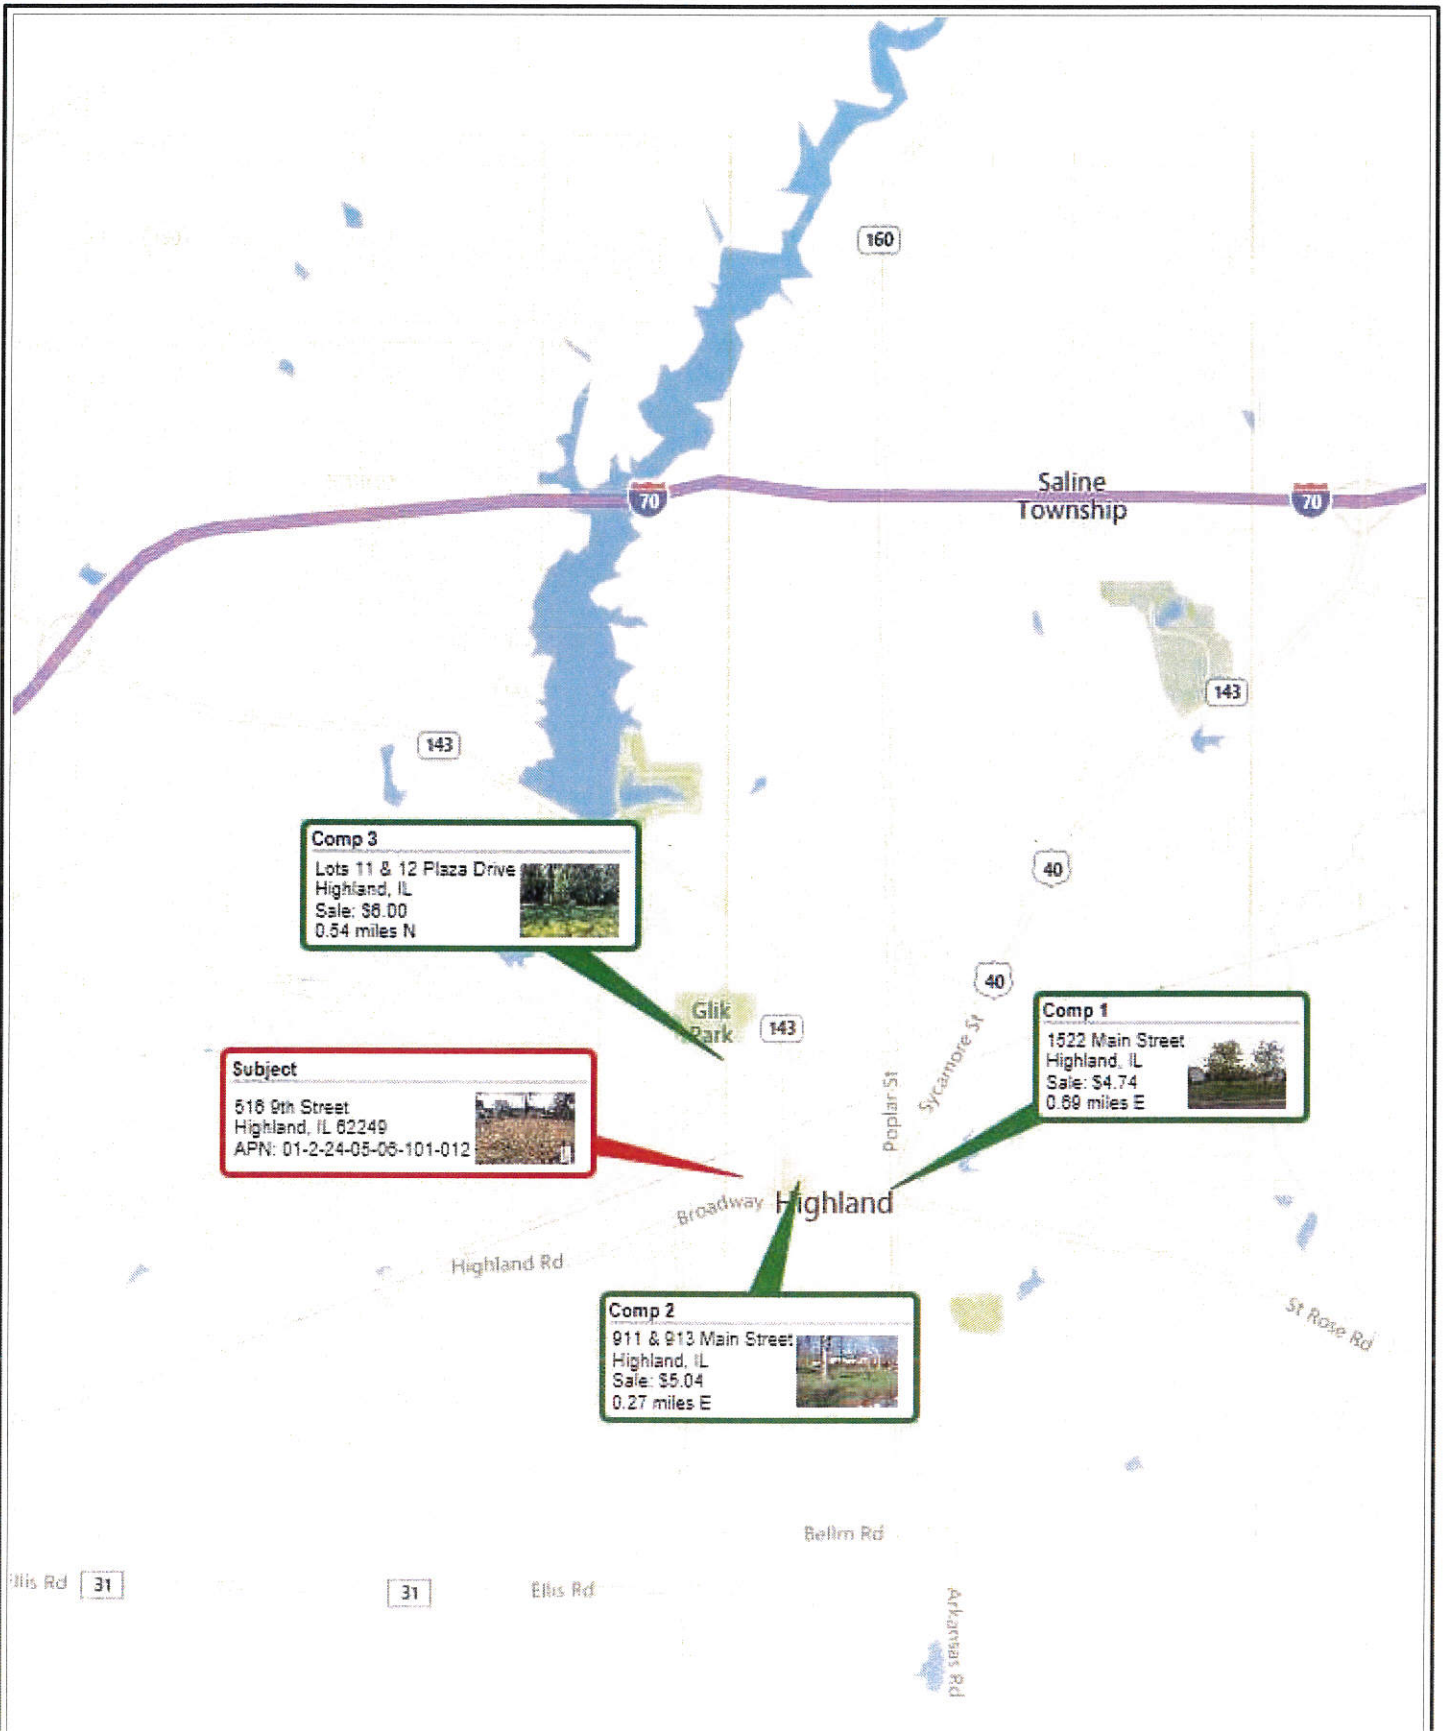 160
70
Saline
Township
70
143
143
Comp 3
Lots 11 & 12 Plaza Drive
Highland, IL
Sale: $6.00
0.54 miles N
40
40
Glik
Park
143
Comp 1
1522 Main Street
Highland, IL
Sale: $4.74
0.69 miles E
Subject
516 9th Street
Highland, IL 62249
APN: 01-2-24-05-06-101-012
Poplar St
Sycamore St
Broadway
Highland
Highland Rd
St Rose Rd
Comp 2
911 & 913 Main Street
Highland, IL
Sale: $5.04
0.27 miles E
Bellm Rd
Ellis Rd
31
31
Ellis Rd
Arkansas Rd